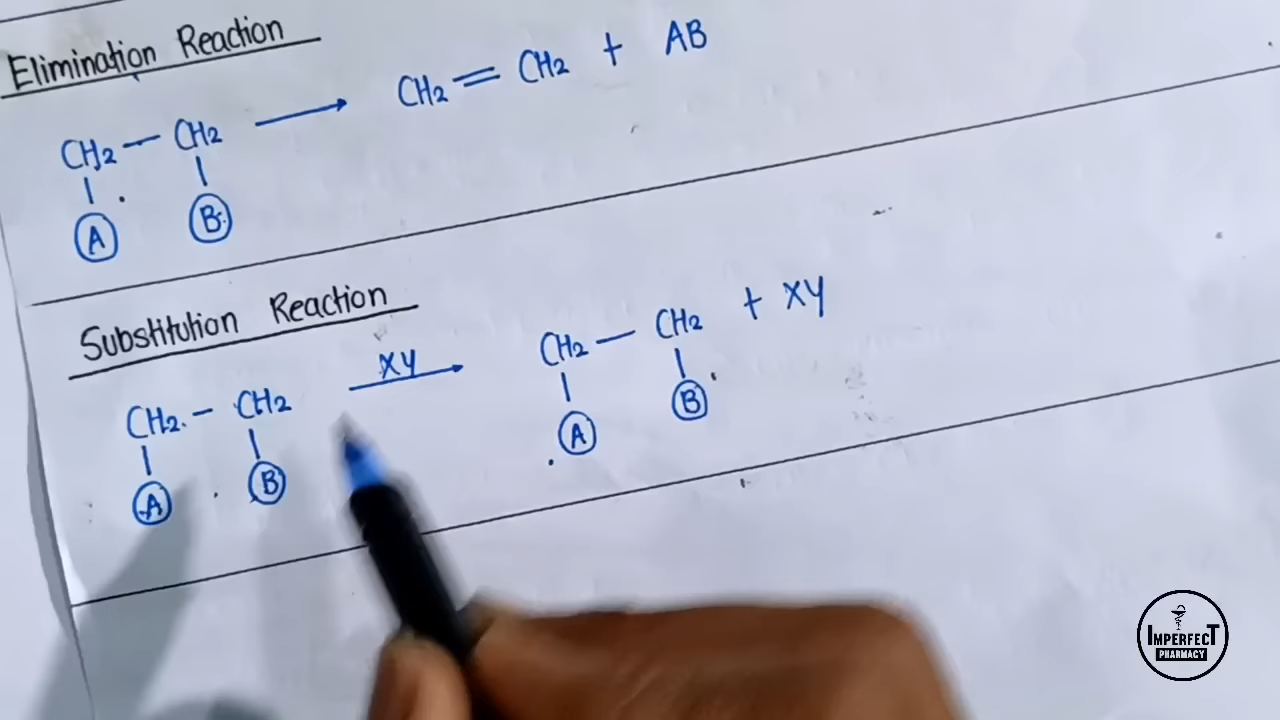 Elimination Reaction
CH2 — CH2 → CH2 = CH2 + AB
A B
Substitution Reaction
CH2 — CH2 XY → CH2 — CH2 + XY
A B A B
IMPERFECT
PHARMACY